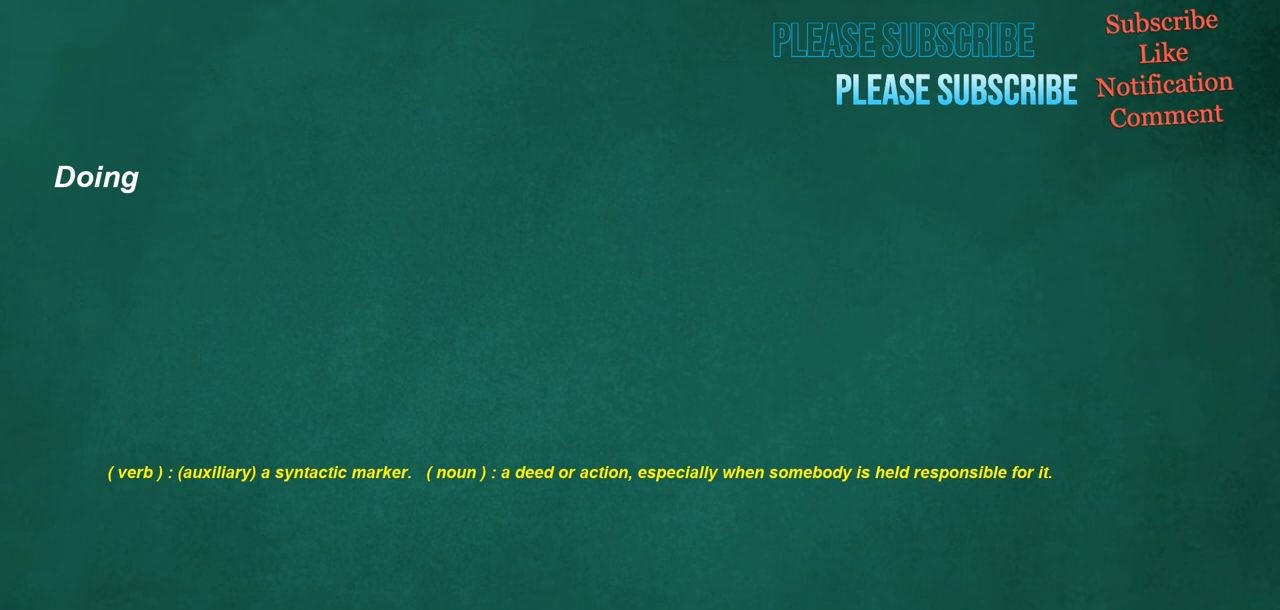 PLEASE SUBSCRIBE
PLEASE SUBSCRIBE
Subscribe
Like
Notification
Comment
Doing
( verb ) : (auxiliary) a syntactic marker.   ( noun ) : a deed or action, especially when somebody is held responsible for it.